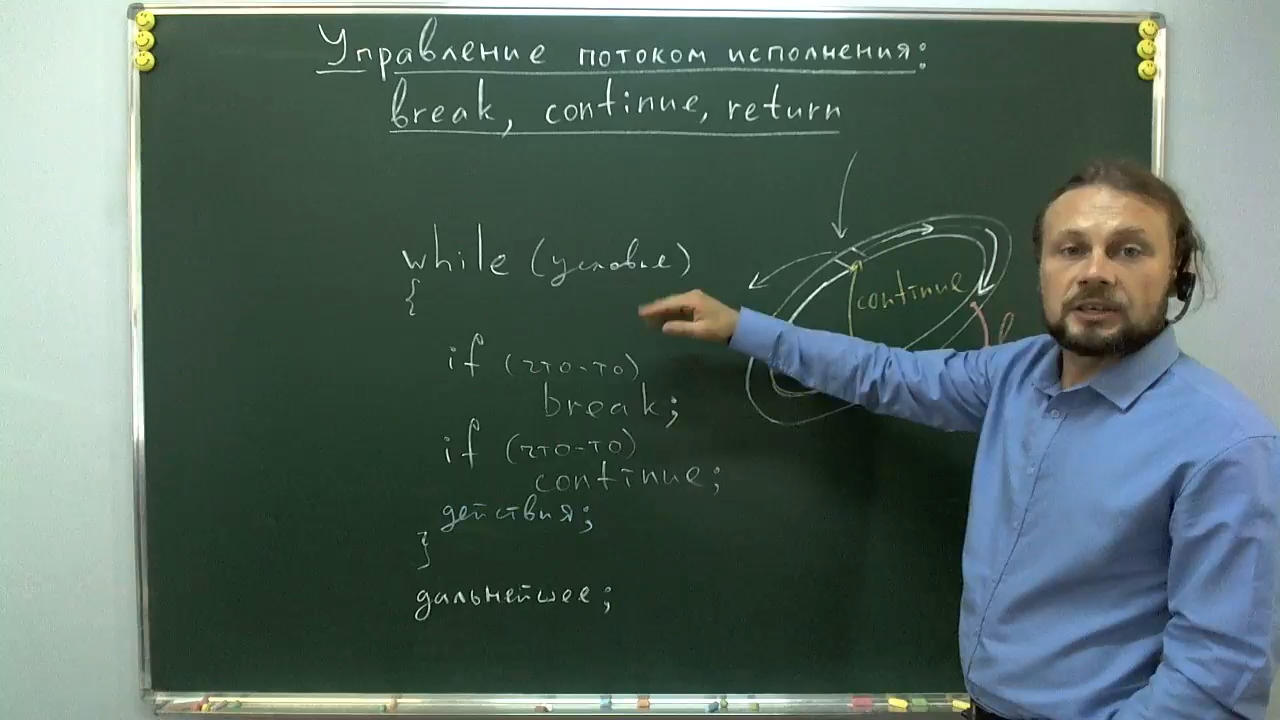 Управление потоком исполнения:
break, continue, return
while (условие)
{
if (что-то)
break;
if (что-то)
continue;
действия;
}
дальнейшее;
continue